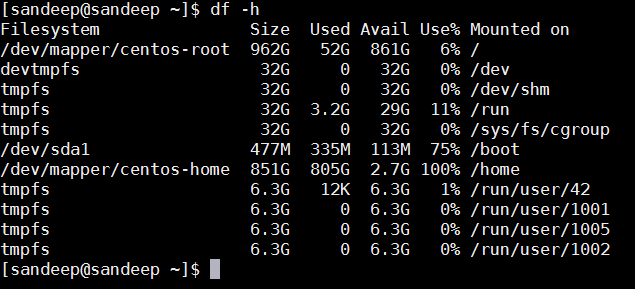 [sandeep@sandeep ~]$ df -h
Filesystem               Size  Used Avail Use% Mounted on
/dev/mapper/centos-root  962G   52G  861G   6% /
devtmpfs                  32G     0   32G   0% /dev
tmpfs                     32G     0   32G   0% /dev/shm
tmpfs                     32G  3.2G   29G  11% /run
tmpfs                     32G     0   32G   0% /sys/fs/cgroup
/dev/sda1                477M  335M  113M  75% /boot
/dev/mapper/centos-home  851G  805G  2.7G 100% /home
tmpfs                    6.3G   12K  6.3G   1% /run/user/42
tmpfs                    6.3G     0  6.3G   0% /run/user/1001
tmpfs                    6.3G     0  6.3G   0% /run/user/1005
tmpfs                    6.3G     0  6.3G   0% /run/user/1002
[sandeep@sandeep ~]$